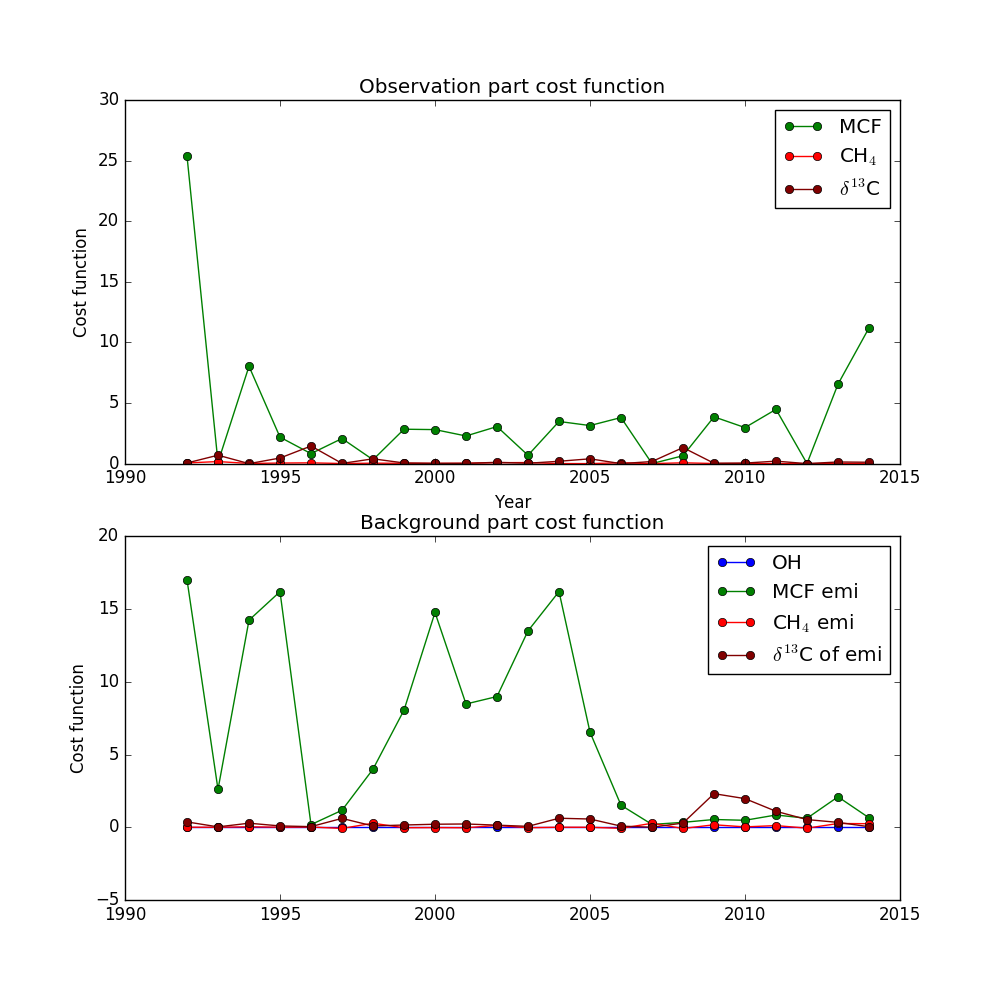 Observation part cost function
30
25
20
15
10
5
0
Cost function
MCF
CH₄
δ¹³C
1990 1995 2000 2005 2010 2015
Year
Background part cost function
20
15
10
5
0
−5
Cost function
OH
MCF emi
CH₄ emi
δ¹³C of emi
1990 1995 2000 2005 2010 2015